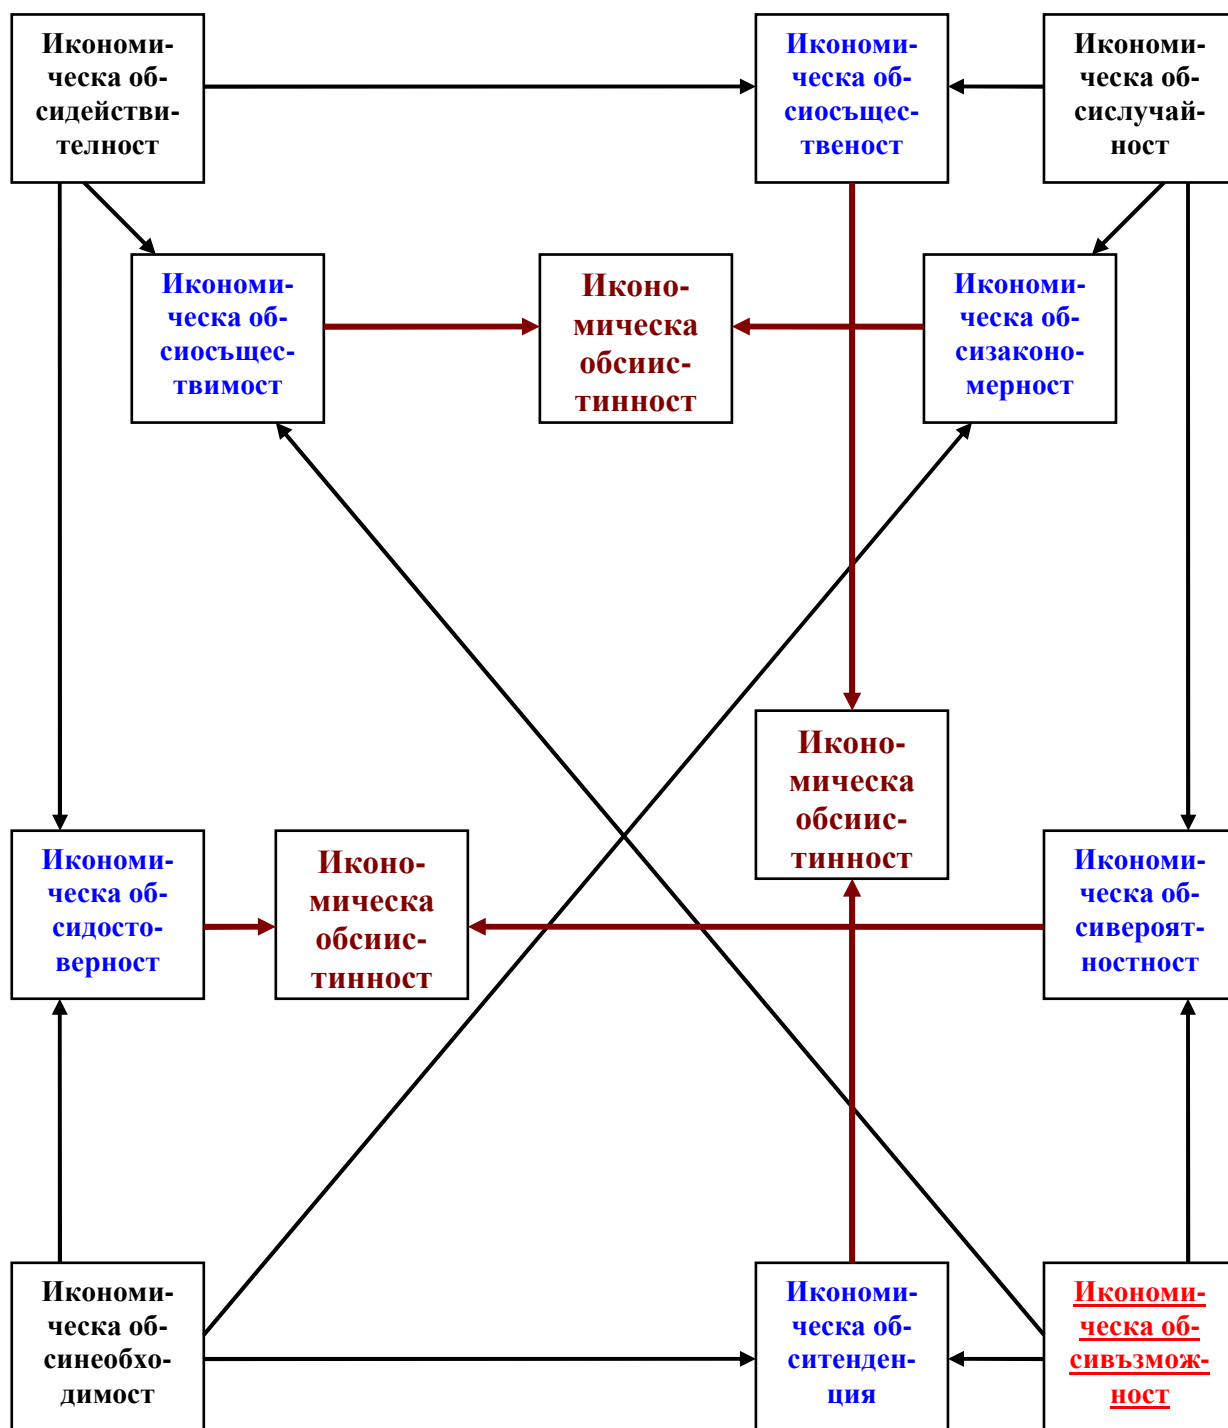 Икономи-
ческа об-
сидействи-
телност
Икономи-
ческа об-
сиосъщес-
твеност
Икономи-
ческа об-
сислучай-
ност
Икономи-
ческа об-
сиосъщес-
твимост
Иконо-
мическа
обсиис-
тинност
Икономи-
ческа об-
сизаконо-
мерност
Иконо-
мическа
обсиис-
тинност
Икономи-
ческа об-
сидосто-
верност
Иконо-
мическа
обсиис-
тинност
Икономи-
ческа об-
сивероят-
ностност
Икономи-
ческа об-
синеобхо-
димост
Икономи-
ческа об-
ситенден-
ция
Икономи-
ческа об-
сивъзмож-
ност